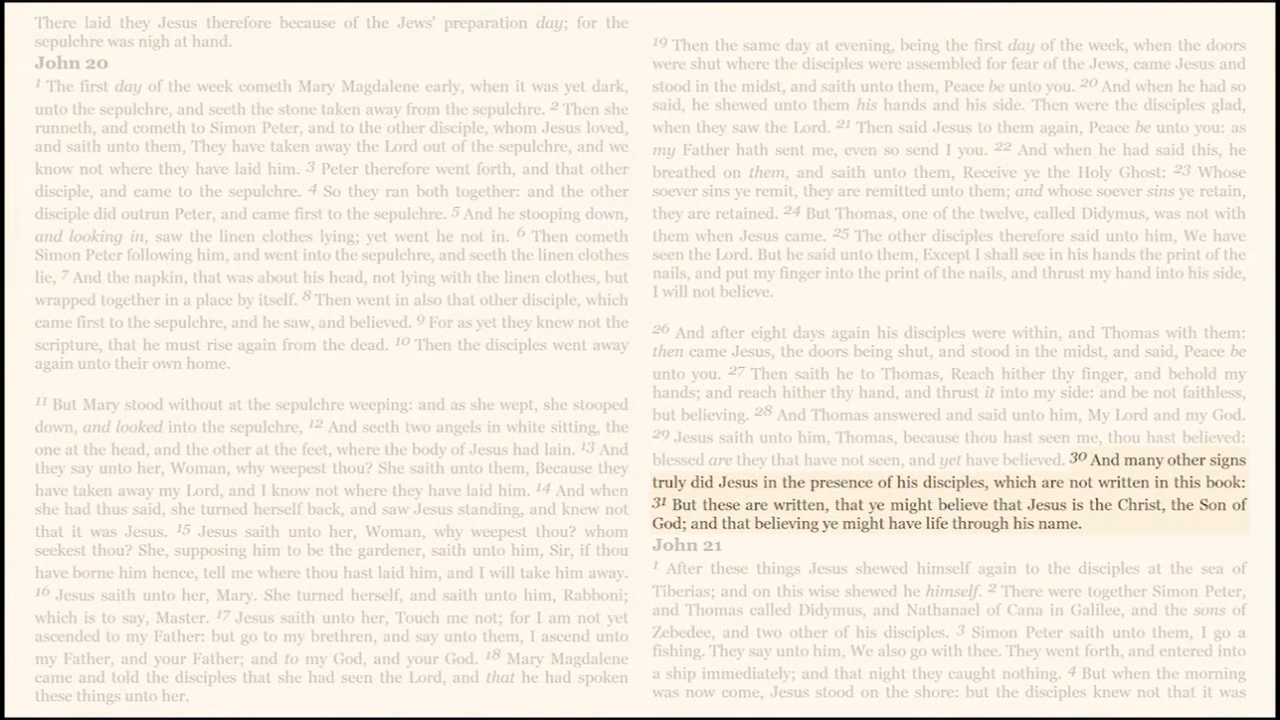 There laid they Jesus therefore because of the Jews' preparation day; for the
sepulchre was nigh at hand.
John 20
1 The first day of the week cometh Mary Magdalene early, when it was yet dark,
unto the sepulchre, and seeth the stone taken away from the sepulchre. 2 Then she
runneth, and cometh to Simon Peter, and to the other disciple, whom Jesus loved,
and saith unto them, They have taken away the Lord out of the sepulchre, and we
know not where they have laid him. 3 Peter therefore went forth, and that other
disciple, and came to the sepulchre. 4 So they ran both together: and the other
disciple did outrun Peter, and came first to the sepulchre. 5 And he stooping down,
and looking in, saw the linen clothes lying; yet went he not in. 6 Then cometh
Simon Peter following him, and went into the sepulchre, and seeth the linen clothes
lie, 7 And the napkin, that was about his head, not lying with the linen clothes, but
wrapped together in a place by itself. 8 Then went in also that other disciple, which
came first to the sepulchre, and he saw, and believed. 9 For as yet they knew not the
scripture, that he must rise again from the dead. 10 Then the disciples went away
again unto their own home.
11 But Mary stood without at the sepulchre weeping: and as she wept, she stooped
down, and looked into the sepulchre, 12 And seeth two angels in white sitting, the
one at the head, and the other at the feet, where the body of Jesus had lain. 13 And
they say unto her, Woman, why weepest thou? She saith unto them, Because they
have taken away my Lord, and I know not where they have laid him. 14 And when
she had thus said, she turned herself back, and saw Jesus standing, and knew not
that it was Jesus. 15 Jesus saith unto her, Woman, why weepest thou? whom
seekest thou? She, supposing him to be the gardener, saith unto him, Sir, if thou
have borne him hence, tell me where thou hast laid him, and I will take him away.
16 Jesus saith unto her, Mary. She turned herself, and saith unto him, Rabboni;
which is to say, Master. 17 Jesus saith unto her, Touch me not; for I am not yet
ascended to my Father: but go to my brethren, and say unto them, I ascend unto
my Father, and your Father; and to my God, and your God. 18 Mary Magdalene
came and told the disciples that she had seen the Lord, and that he had spoken
these things unto her.
19 Then the same day at evening, being the first day of the week, when the doors
were shut where the disciples were assembled for fear of the Jews, came Jesus and
stood in the midst, and saith unto them, Peace be unto you. 20 And when he had so
said, he shewed unto them his hands and his side. Then were the disciples glad,
when they saw the Lord. 21 Then said Jesus to them again, Peace be unto you: as
my Father hath sent me, even so send I you. 22 And when he had said this, he
breathed on them, and saith unto them, Receive ye the Holy Ghost: 23 Whose
soever sins ye remit, they are remitted unto them; and whose soever sins ye retain,
they are retained. 24 But Thomas, one of the twelve, called Didymus, was not with
them when Jesus came. 25 The other disciples therefore said unto him, We have
seen the Lord. But he said unto them, Except I shall see in his hands the print of the
nails, and put my finger into the print of the nails, and thrust my hand into his side,
I will not believe.
26 And after eight days again his disciples were within, and Thomas with them:
then came Jesus, the doors being shut, and stood in the midst, and said, Peace be
unto you. 27 Then saith he to Thomas, Reach hither thy finger, and behold my
hands; and reach hither thy hand, and thrust it into my side: and be not faithless,
but believing. 28 And Thomas answered and said unto him, My Lord and my God.
29 Jesus saith unto him, Thomas, because thou hast seen me, thou hast believed:
blessed are they that have not seen, and yet have believed. 30 And many other signs
truly did Jesus in the presence of his disciples, which are not written in this book:
31 But these are written, that ye might believe that Jesus is the Christ, the Son of
God; and that believing ye might have life through his name.
John 21
1 After these things Jesus shewed himself again to the disciples at the sea of
Tiberias; and on this wise shewed he himself. 2 There were together Simon Peter,
and Thomas called Didymus, and Nathanael of Cana in Galilee, and the sons of
Zebedee, and two other of his disciples. 3 Simon Peter saith unto them, I go a
fishing. They say unto him, We also go with thee. They went forth, and entered into
a ship immediately; and that night they caught nothing. 4 But when the morning
was now come, Jesus stood on the shore: but the disciples knew not that it was